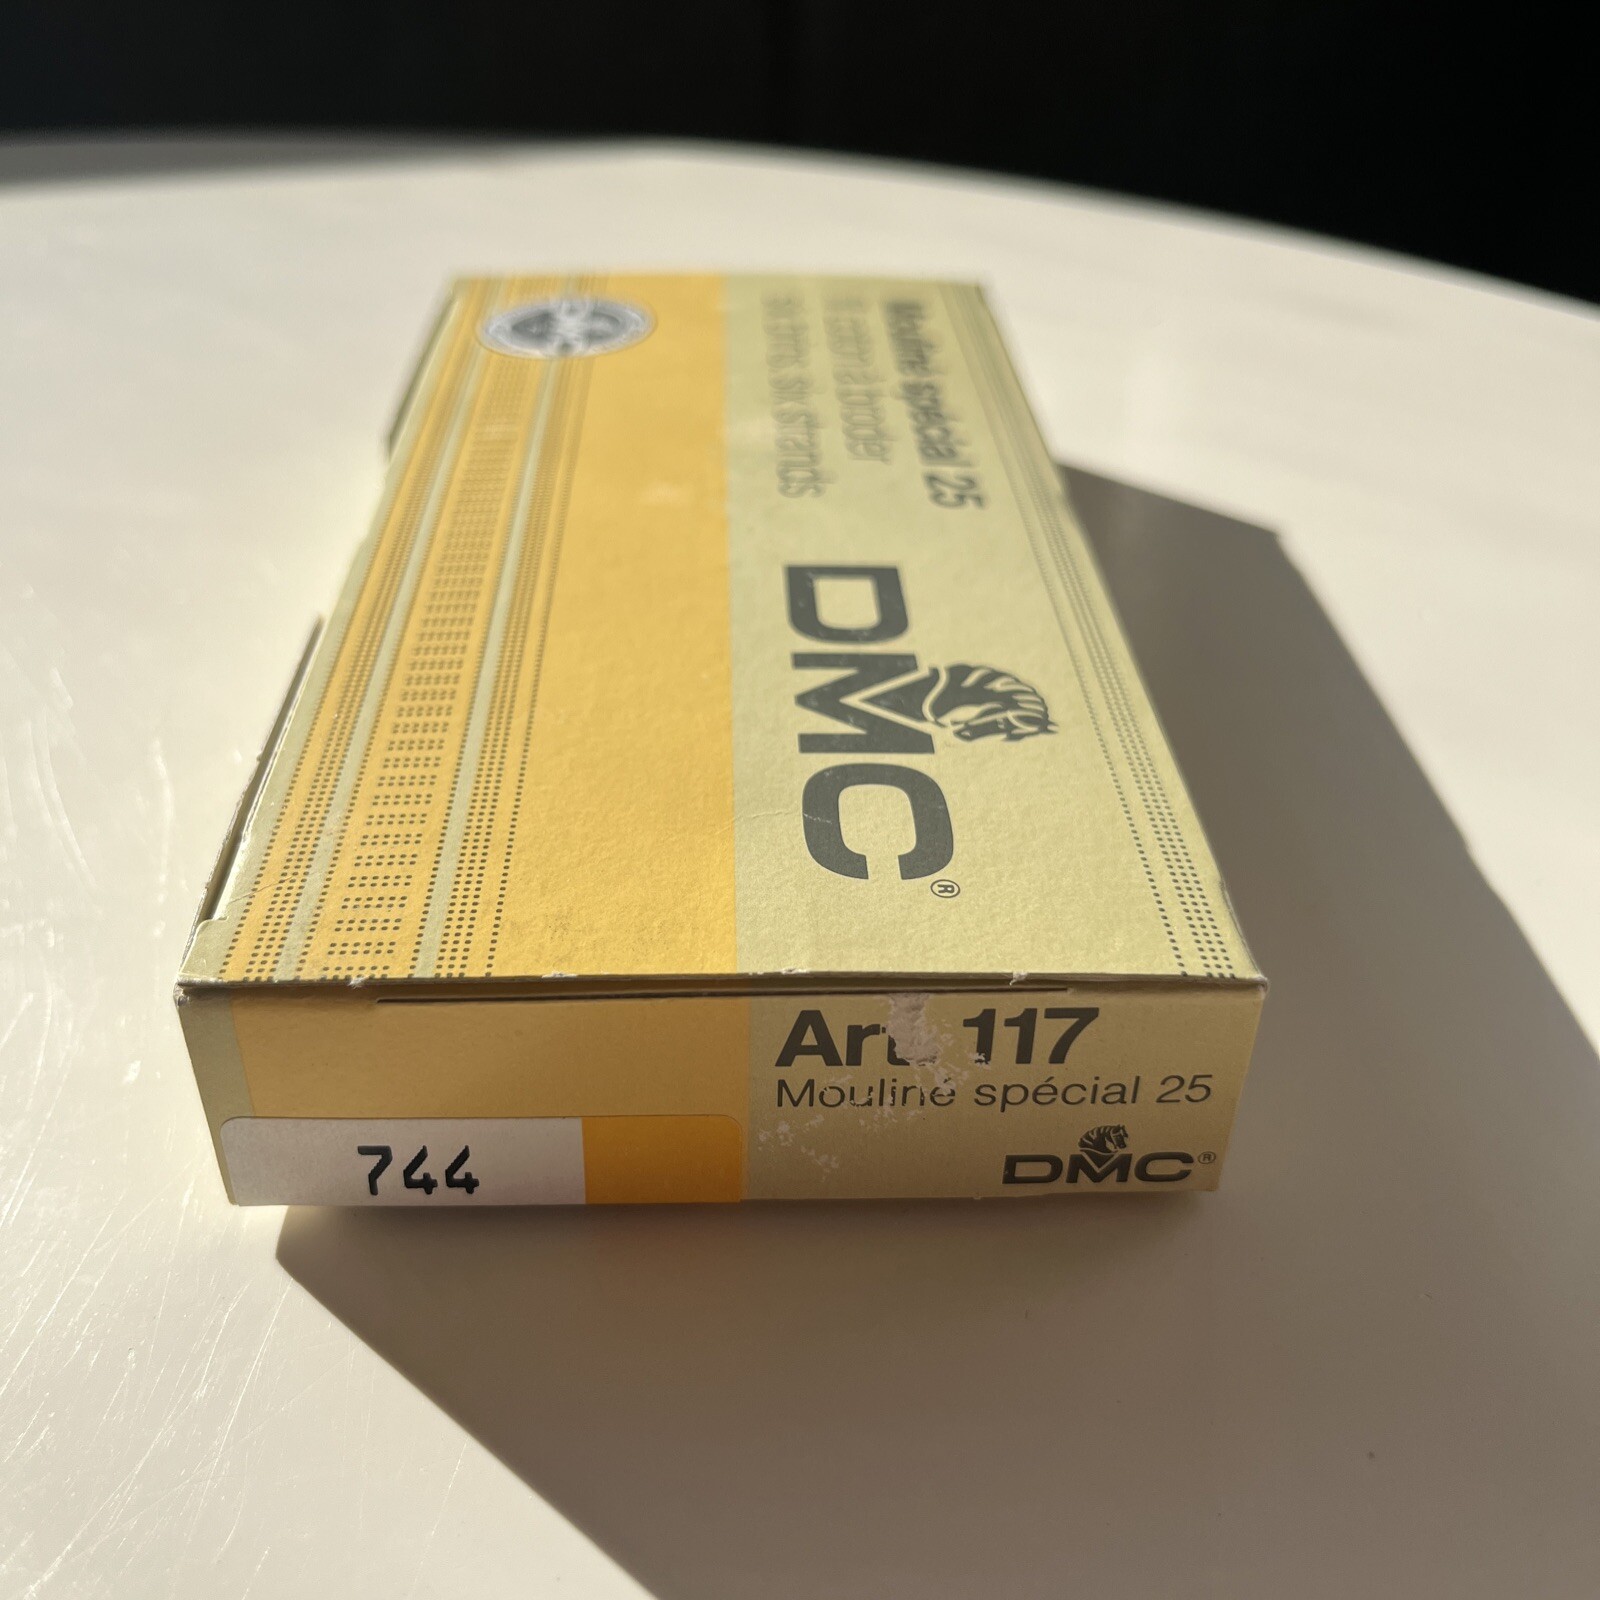 Mouliné spécial 25
fil coton à broder
six brins, six strands
DMC®
Art. 117
Mouliné spécial 25
744
DMC®